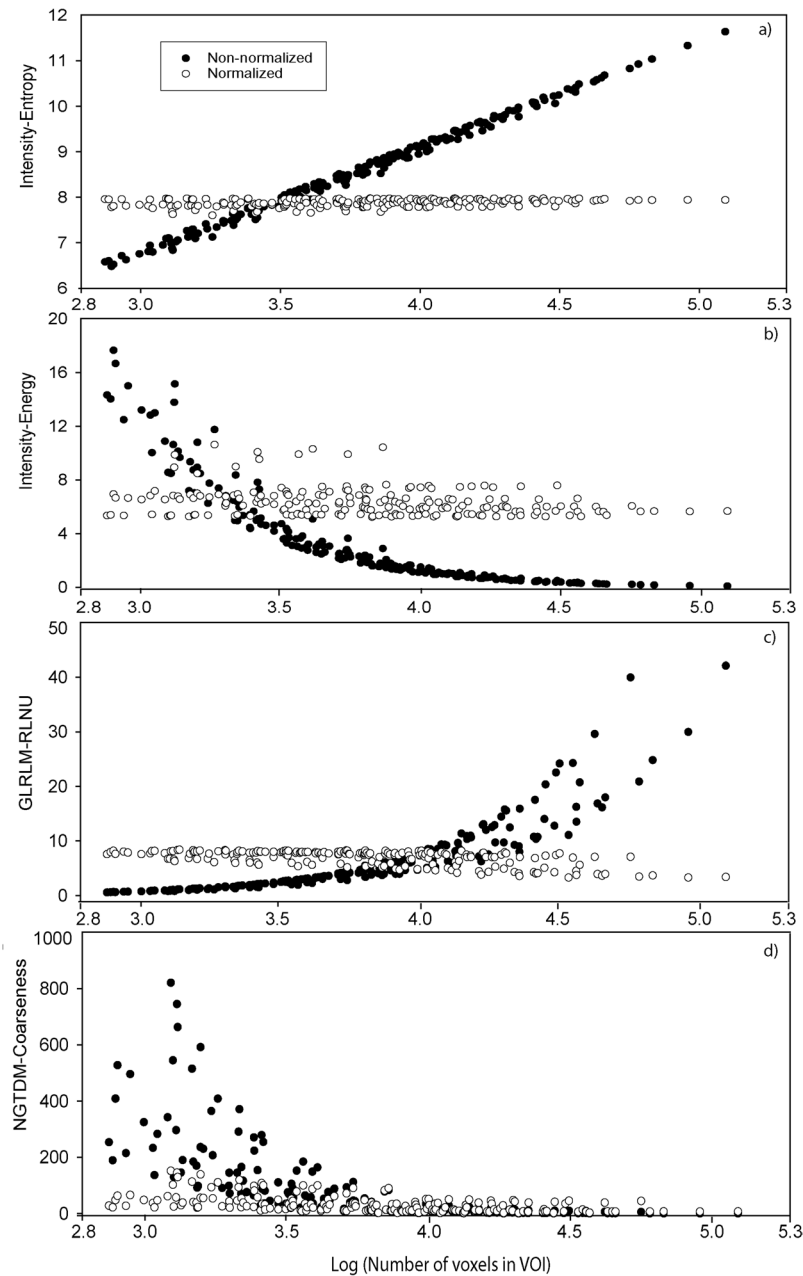 12
a)
Non-normalized
Normalized
10
11
9
8
7
6
Intensity-Entropy
2.8 3.0 3.5 4.0 4.5 5.0 5.3
20
b)
16
12
8
4
0
Intensity-Energy
2.8 3.0 3.5 4.0 4.5 5.0 5.3
50
c)
40
30
20
10
0
GLRLM-RLNU
2.8 3.0 3.5 4.0 4.5 5.0 5.3
1000
d)
800
600
400
200
0
NGTDM-Coarseness
2.8 3.0 3.5 4.0 4.5 5.0 5.3
Log (Number of voxels in VOI)